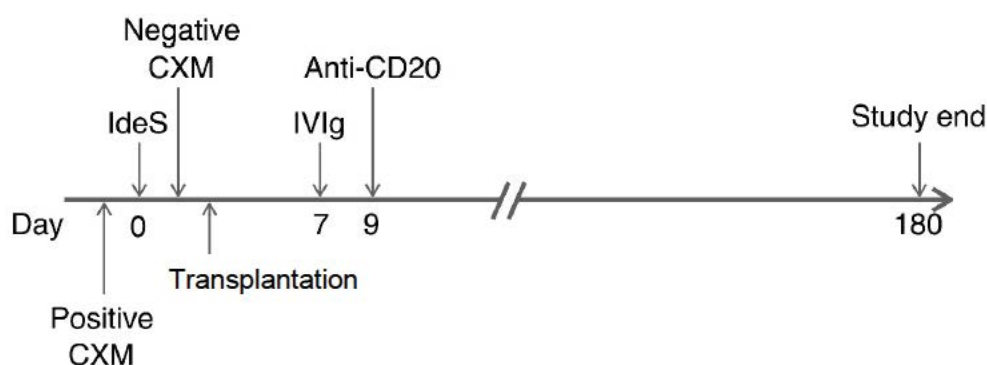 Negative
CXM
Anti-CD20
IdeS
IVIg
Study end
Day
0
7
9
180
Transplantation
Positive
CXM